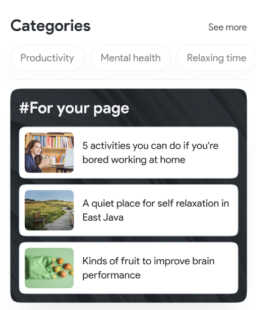 Categories
See more
Productivity
Mental health
Relaxing time
#For your page
5 activities you can do if you're
bored working at home
A quiet place for self relaxation in
East Java
Kinds of fruit to improve brain
performance